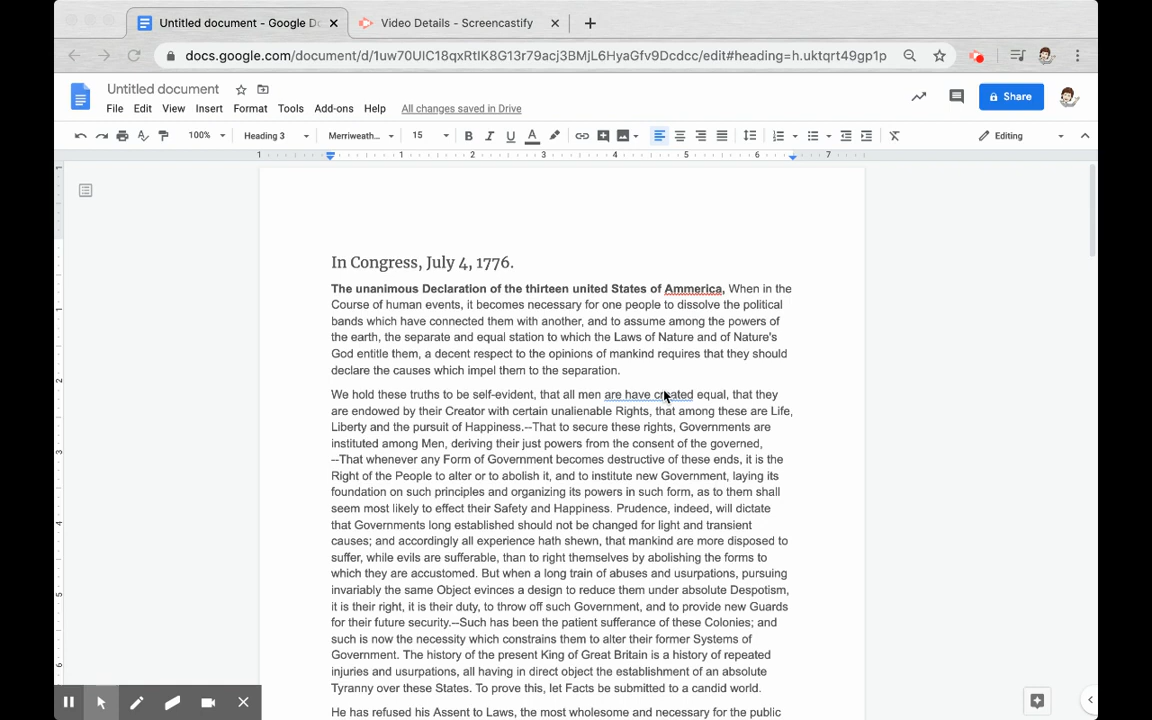 Untitled document - Google Do
Video Details - Screencastify
docs.google.com/document/d/1uw70UIC18qxRtIK8G13r79acj3BMjL6HyaGfv9Dcdcc/edit#heading=h.uktqrt49gp1p
Untitled document
File Edit View Insert Format Tools Add-ons Help All changes saved in Drive
Share
100% Heading 3 Merriweath... 15 Editing
1 1 2 3 4 5 6 7
In Congress, July 4, 1776.
The unanimous Declaration of the thirteen united States of Ammerica, When in the
Course of human events, it becomes necessary for one people to dissolve the political
bands which have connected them with another, and to assume among the powers of
the earth, the separate and equal station to which the Laws of Nature and of Nature's
God entitle them, a decent respect to the opinions of mankind requires that they should
declare the causes which impel them to the separation.
We hold these truths to be self-evident, that all men are have created equal, that they
are endowed by their Creator with certain unalienable Rights, that among these are Life,
Liberty and the pursuit of Happiness.--That to secure these rights, Governments are
instituted among Men, deriving their just powers from the consent of the governed,
--That whenever any Form of Government becomes destructive of these ends, it is the
Right of the People to alter or to abolish it, and to institute new Government, laying its
foundation on such principles and organizing its powers in such form, as to them shall
seem most likely to effect their Safety and Happiness. Prudence, indeed, will dictate
that Governments long established should not be changed for light and transient
causes; and accordingly all experience hath shewn, that mankind are more disposed to
suffer, while evils are sufferable, than to right themselves by abolishing the forms to
which they are accustomed. But when a long train of abuses and usurpations, pursuing
invariably the same Object evinces a design to reduce them under absolute Despotism,
it is their right, it is their duty, to throw off such Government, and to provide new Guards
for their future security.--Such has been the patient sufferance of these Colonies; and
such is now the necessity which constrains them to alter their former Systems of
Government. The history of the present King of Great Britain is a history of repeated
injuries and usurpations, all having in direct object the establishment of an absolute
Tyranny over these States. To prove this, let Facts be submitted to a candid world.
He has refused his Assent to Laws, the most wholesome and necessary for the public